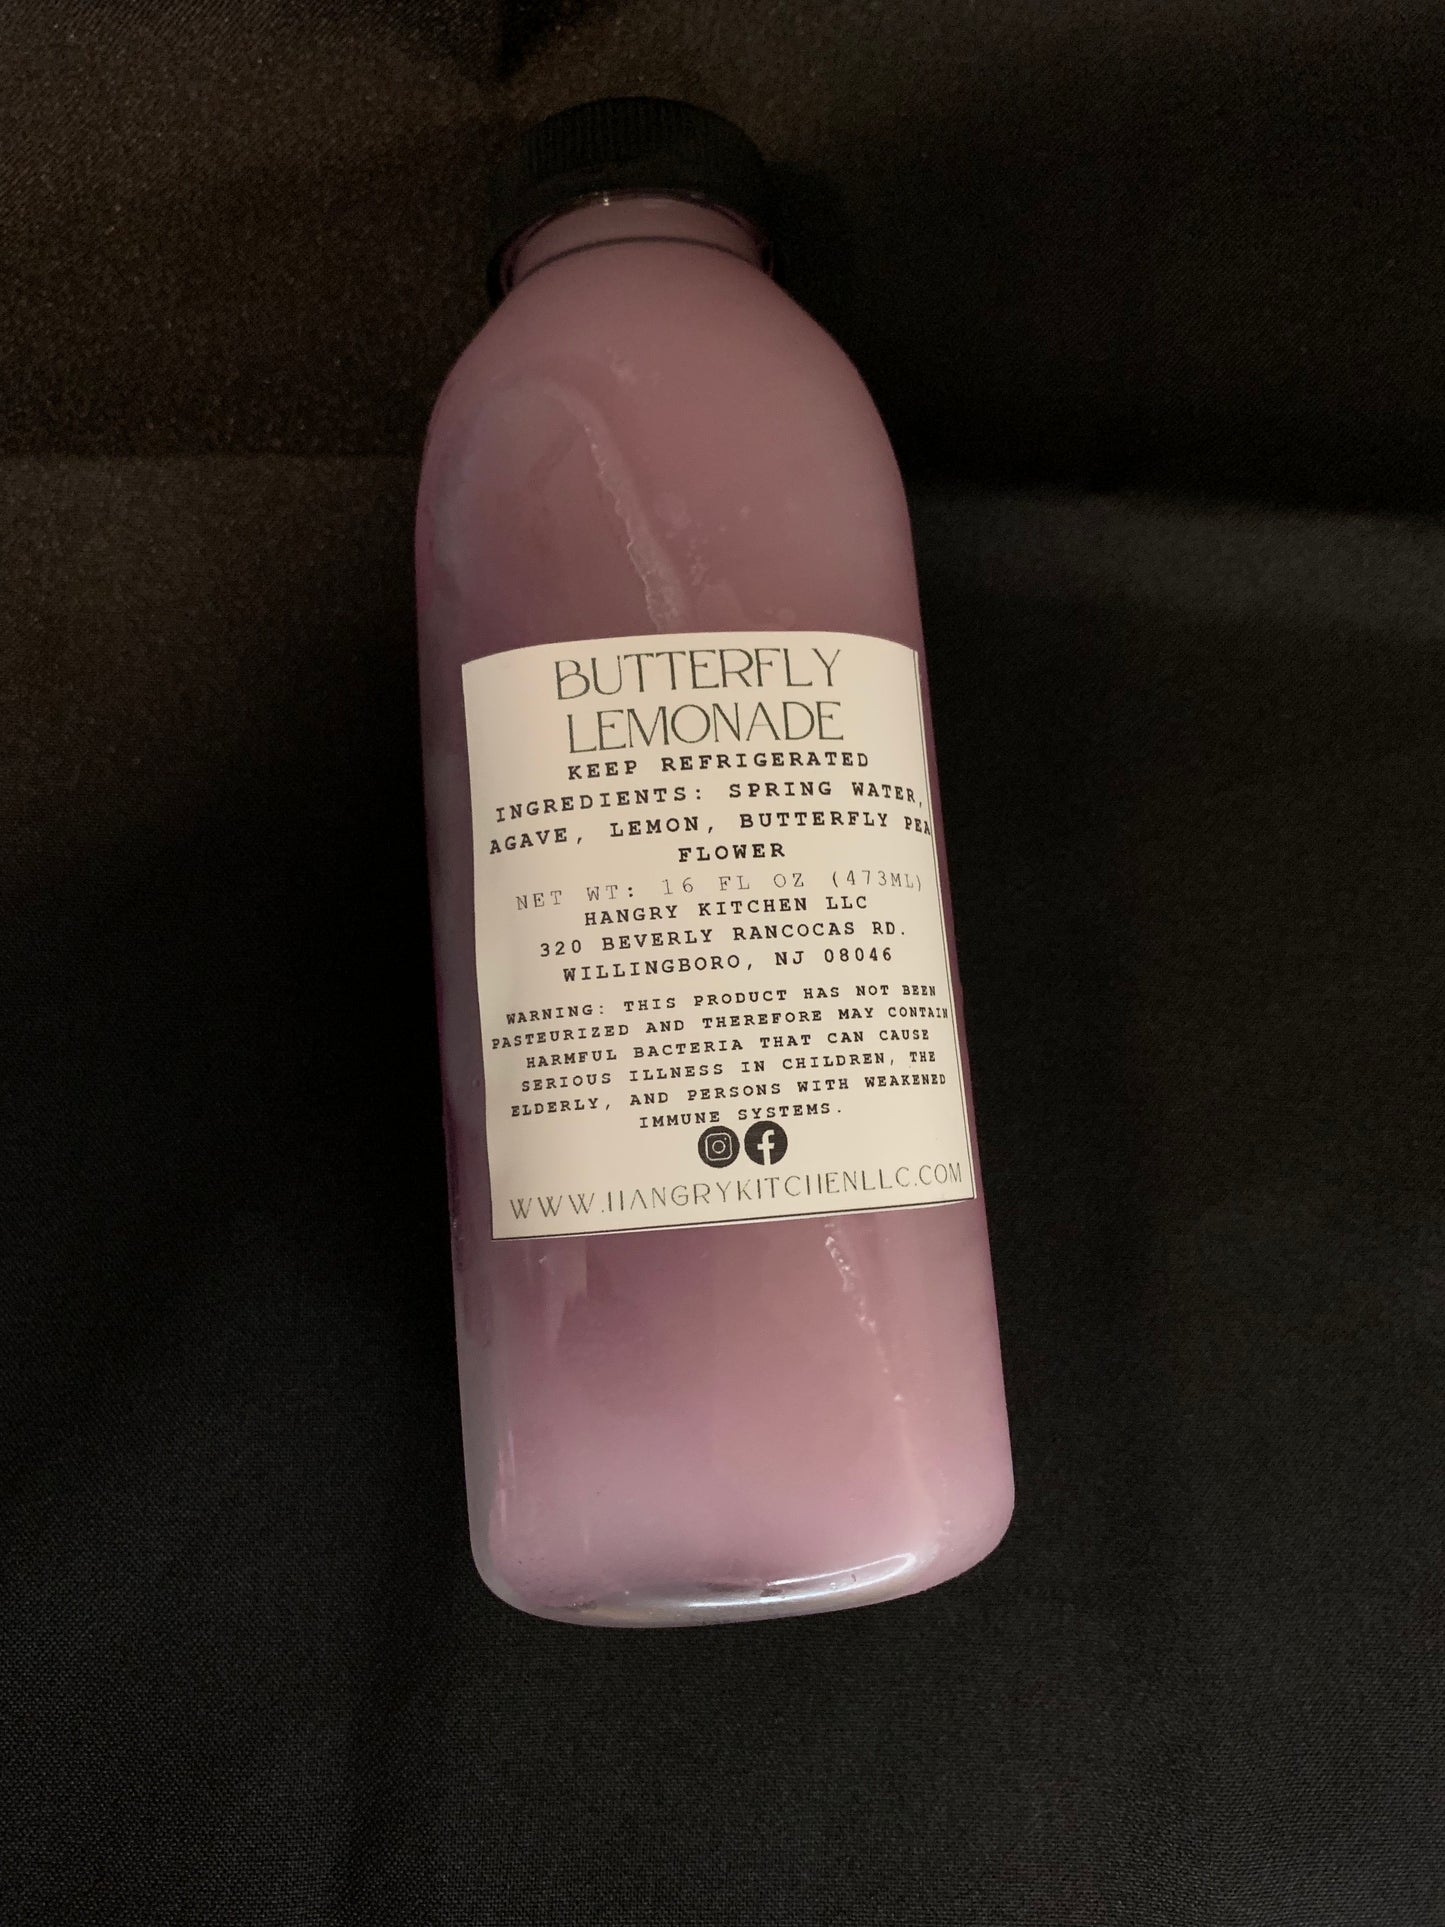 BUTTERFLY
LEMONADE
KEEP REFRIGERATED
INGREDIENTS: SPRING WATER,
AGAVE, LEMON, BUTTERFLY PEA
FLOWER
NET WT: 16 FL OZ (473ML)
HANGRY KITCHEN LLC
320 BEVERLY RANCOCAS RD.
WILLINGBORO, NJ 08046
WARNING: THIS PRODUCT HAS NOT BEEN
PASTEURIZED AND THEREFORE MAY CONTAIN
HARMFUL BACTERIA THAT CAN CAUSE
SERIOUS ILLNESS IN CHILDREN, THE
ELDERLY, AND PERSONS WITH WEAKENED
IMMUNE SYSTEMS.
WWW.HANGRYKITCHENLLC.COM